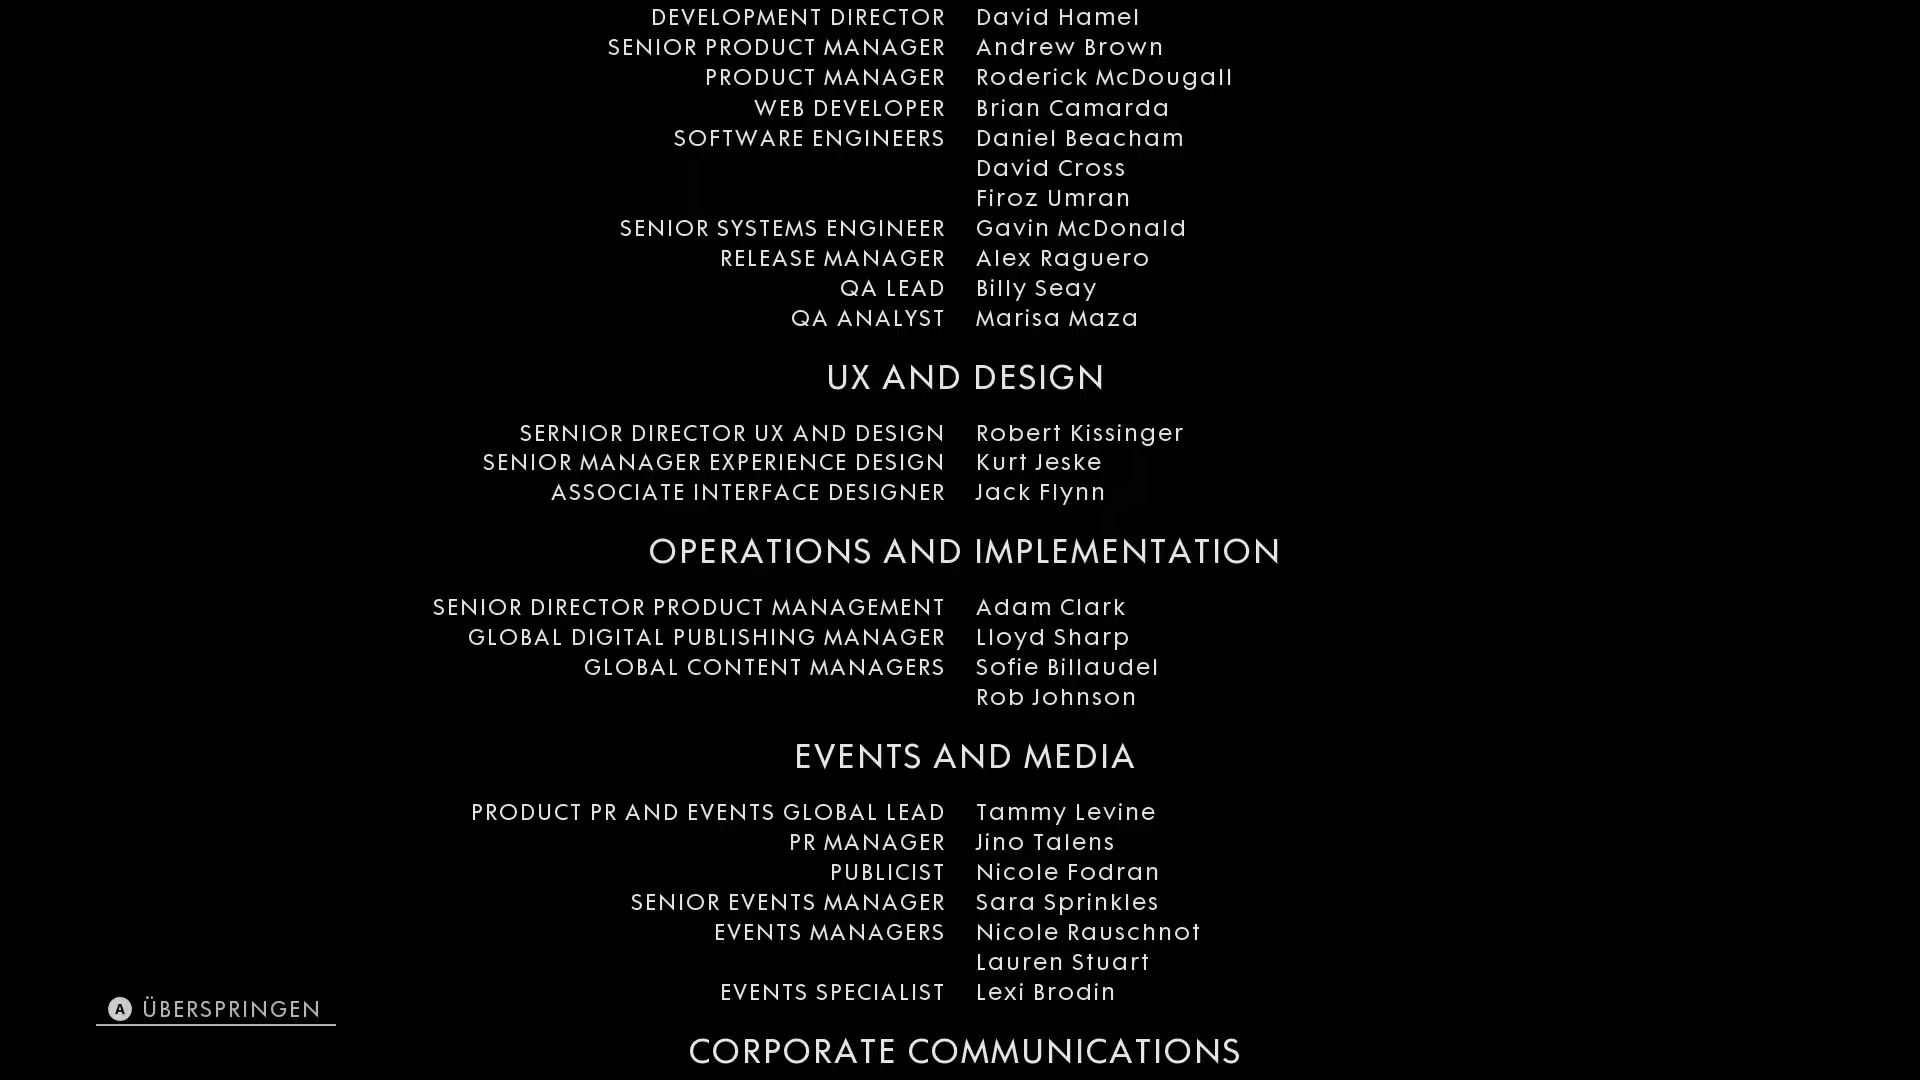 DEVELOPMENT DIRECTOR David Hamel
SENIOR PRODUCT MANAGER Andrew Brown
PRODUCT MANAGER Roderick McDougall
WEB DEVELOPER Brian Camarda
SOFTWARE ENGINEERS Daniel Beacham
David Cross
Firoz Umran
SENIOR SYSTEMS ENGINEER Gavin McDonald
RELEASE MANAGER Alex Raguero
QA LEAD Billy Seay
QA ANALYST Marisa Maza
UX AND DESIGN
SERNIOR DIRECTOR UX AND DESIGN Robert Kissinger
SENIOR MANAGER EXPERIENCE DESIGN Kurt Jeske
ASSOCIATE INTERFACE DESIGNER Jack Flynn
OPERATIONS AND IMPLEMENTATION
SENIOR DIRECTOR PRODUCT MANAGEMENT Adam Clark
GLOBAL DIGITAL PUBLISHING MANAGER Lloyd Sharp
GLOBAL CONTENT MANAGERS Sofie Billaudel
Rob Johnson
EVENTS AND MEDIA
PRODUCT PR AND EVENTS GLOBAL LEAD Tammy Levine
PR MANAGER Jino Talens
PUBLICIST Nicole Fodran
SENIOR EVENTS MANAGER Sara Sprinkles
EVENTS MANAGERS Nicole Rauschnot
Lauren Stuart
EVENTS SPECIALIST Lexi Brodin
A ÜBERSPRINGEN
CORPORATE COMMUNICATIONS